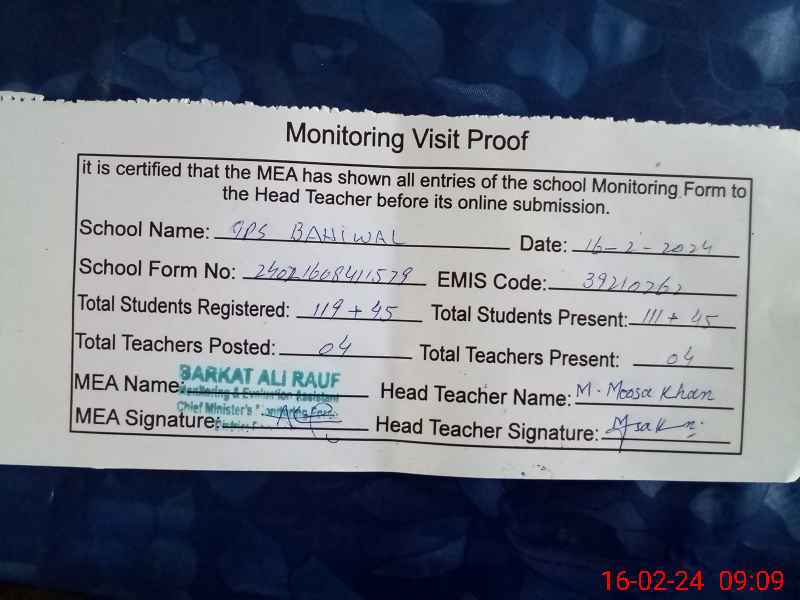 Monitoring Visit Proof
it is certified that the MEA has shown all entries of the school Monitoring Form to
the Head Teacher before its online submission.
School Name: GPS BAHIWAL Date: 16-2-2024
School Form No: 24021608411579 EMIS Code: 39210262
Total Students Registered: 119 + 45 Total Students Present: 111 + 45
Total Teachers Posted: 04 Total Teachers Present: 04
MEA Name: BARKAT ALI RAUF Head Teacher Name: M. Moosa Khan
Monitoring & Evaluation Assistant
Chief Minister's Monitoring
MEA Signature: Head Teacher Signature:
16-02-24 09:09